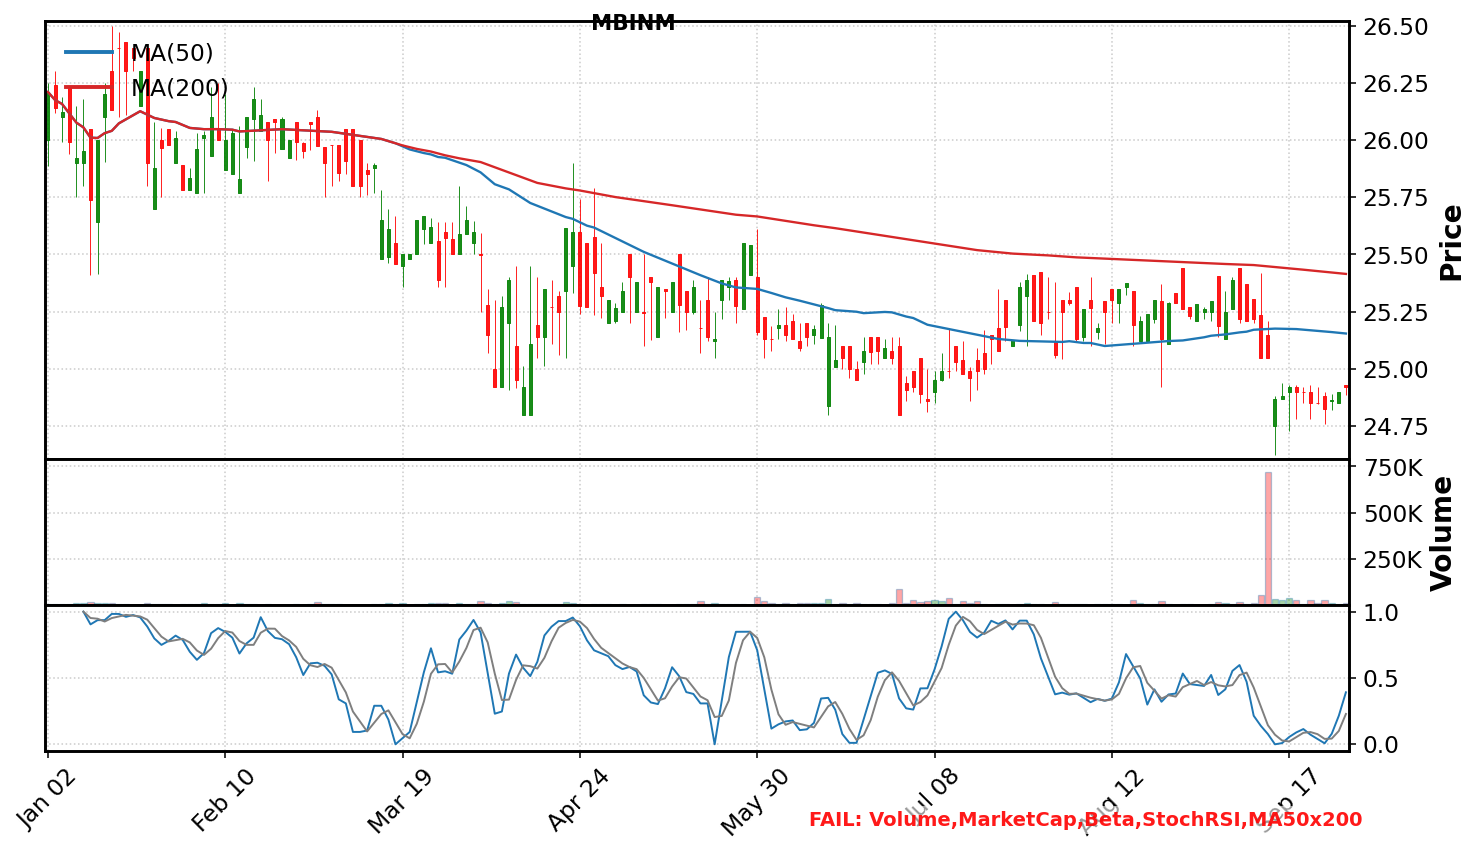 MBINM
MA(50)
MA(200)
26.50
26.25
26.00
25.75
25.50
25.25
25.00
24.75
Price
750K
500K
250K
Volume
1.0
0.5
0.0
Jan 02
Feb 10
Mar 19
Apr 24
May 30
Jul 08
Aug 12
Sep 17
FAIL: Volume,MarketCap,Beta,StochRSI,MA50x200